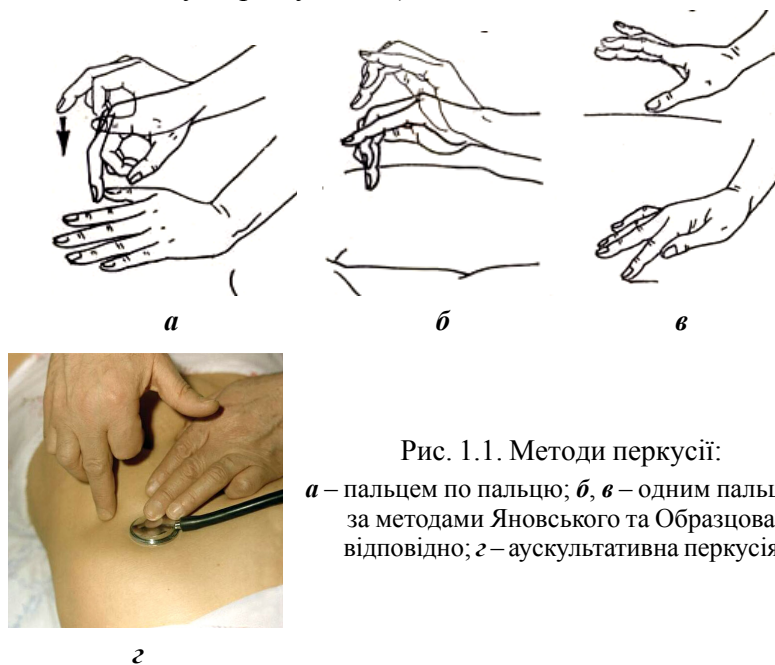 а
б
в
Рис. 1.1. Методи перкусії:
а – пальцем по пальцю; б, в – одним
за методами Яновського та Образцова
відповідно; г – аускультативна перкусія
г